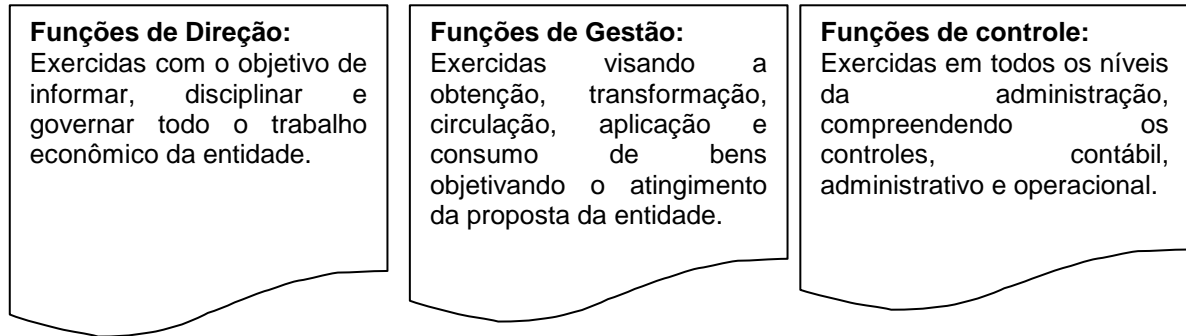 Funções de Direção:
Exercidas com o objetivo de
informar, disciplinar e
governar todo o trabalho
econômico da entidade.
Funções de Gestão:
Exercidas visando a
obtenção, transformação,
circulação, aplicação e
consumo de bens
objetivando o atingimento
da proposta da entidade.
Funções de controle:
Exercidas em todos os níveis
da administração,
compreendendo os
controles, contábil,
administrativo e operacional.